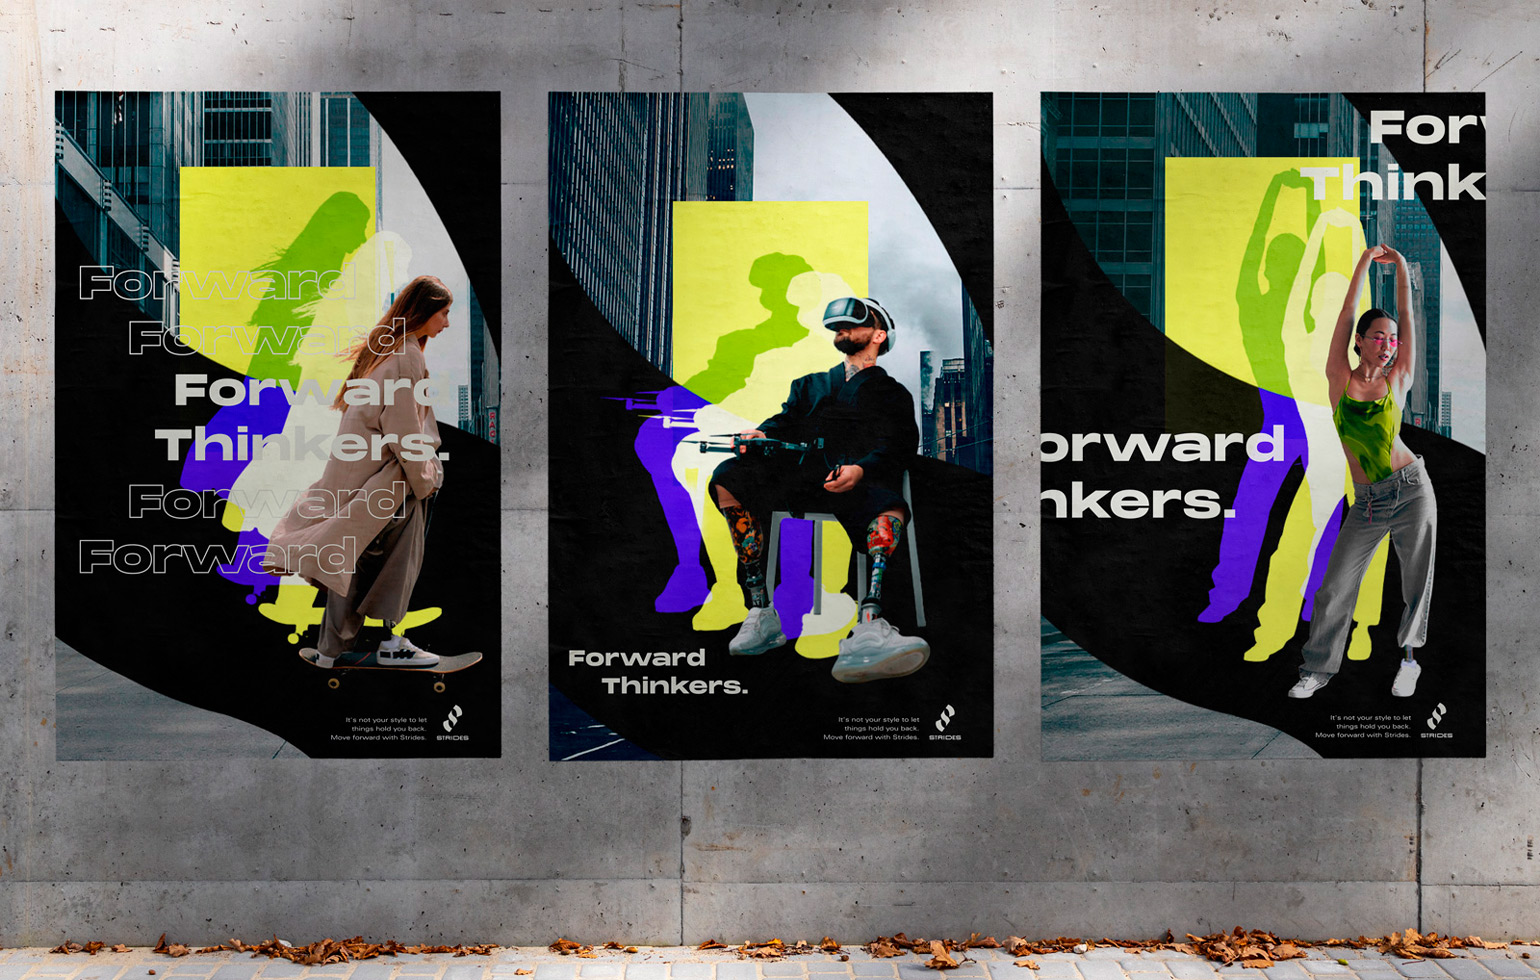 Forward
Forward
Forward
Thinkers.
Forward
Forward
It's not your style to let
things hold you back.
Move forward with Strides.
STRIDES
Forward
Thinkers.
It's not your style to let
things hold you back.
Move forward with Strides.
STRIDES
Forw
Think
orward
nkers.
It's not your style to let
things hold you back.
Move forward with Strides.
STRIDES